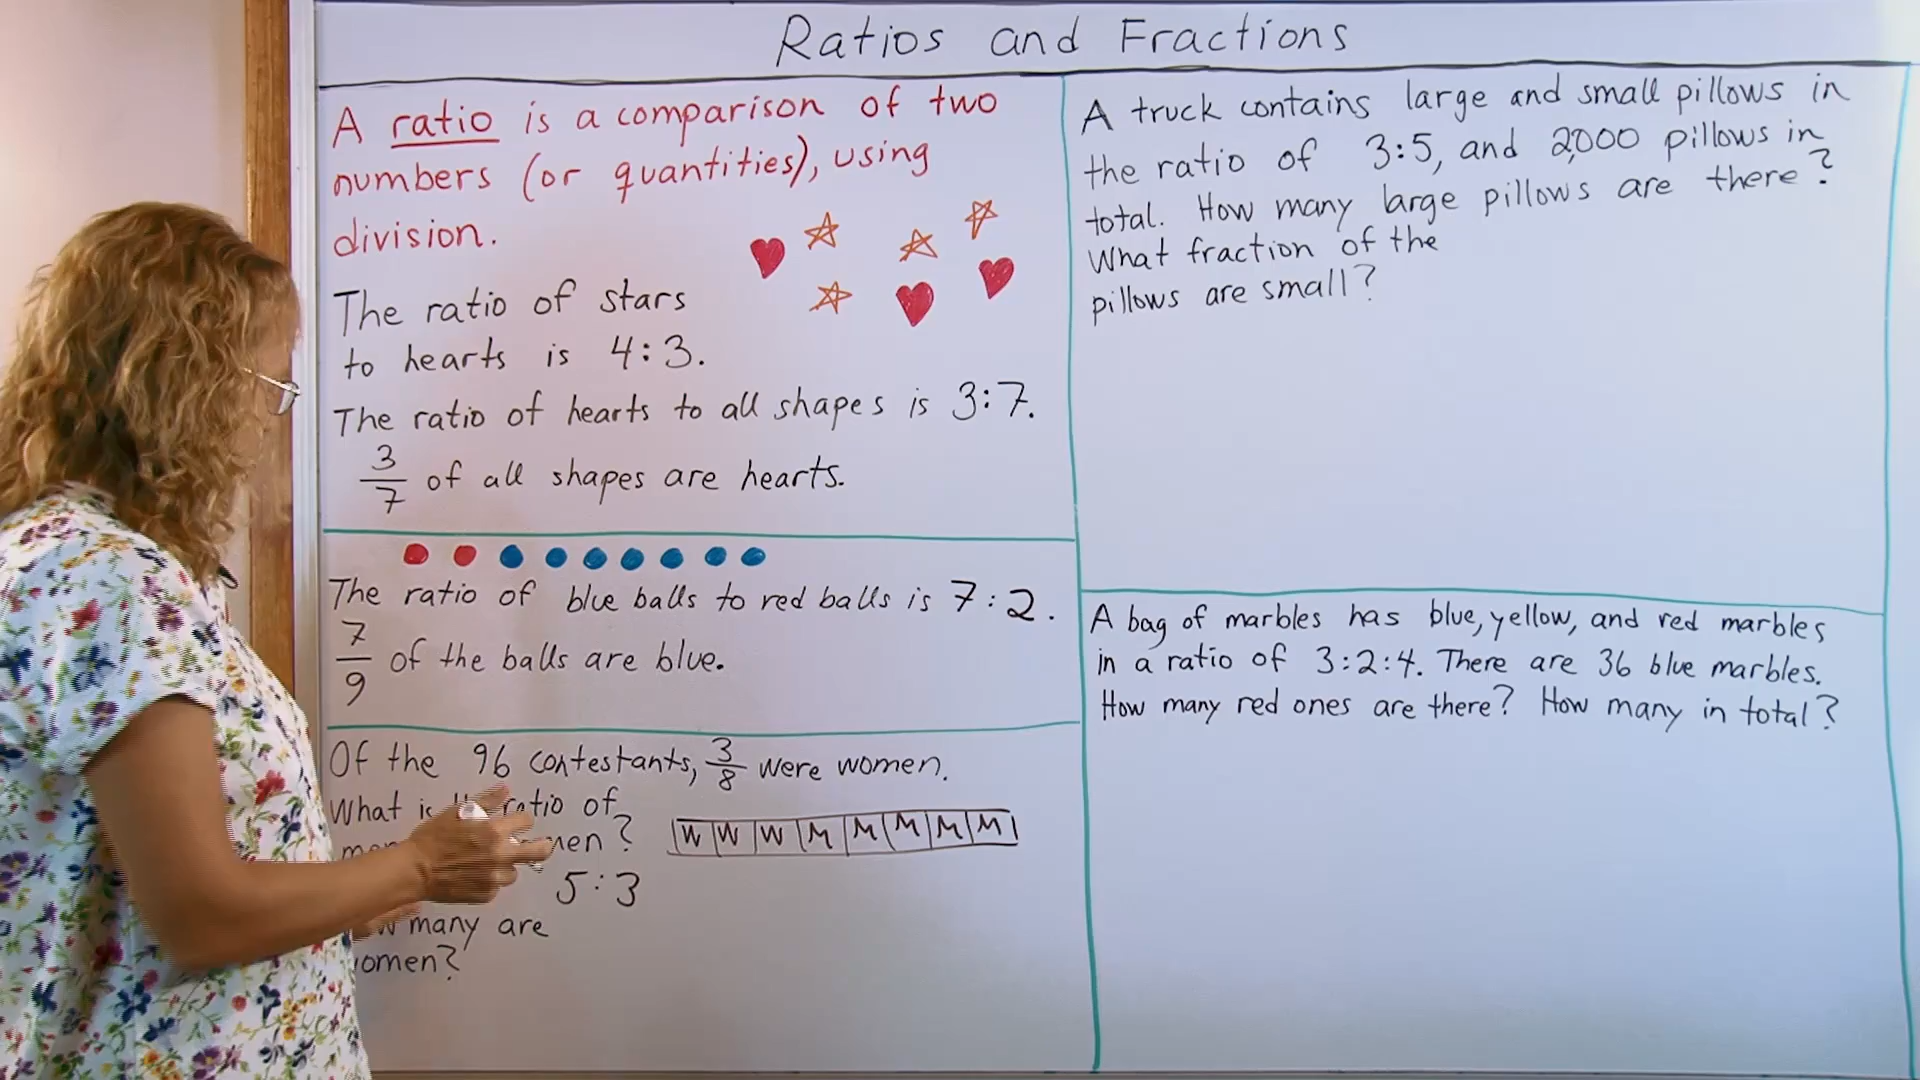 Ratios and Fractions
A ratio is a comparison of two
numbers (or quantities), using
division.
The ratio of stars
to hearts is 4:3.
The ratio of hearts to all shapes is 3:7.
3/7 of all shapes are hearts.
The ratio of blue balls to red balls is 7:2.
7/9 of the balls are blue.
Of the 96 contestants, 3/8 were women.
What is ratio of
?
W W W M M M M M
5:3
many are
women?
A truck contains large and small pillows in
the ratio of 3:5, and 2,000 pillows in
total. How many large pillows are there?
What fraction of the
pillows are small?
A bag of marbles has blue, yellow, and red marbles
in a ratio of 3:2:4. There are 36 blue marbles.
How many red ones are there? How many in total?